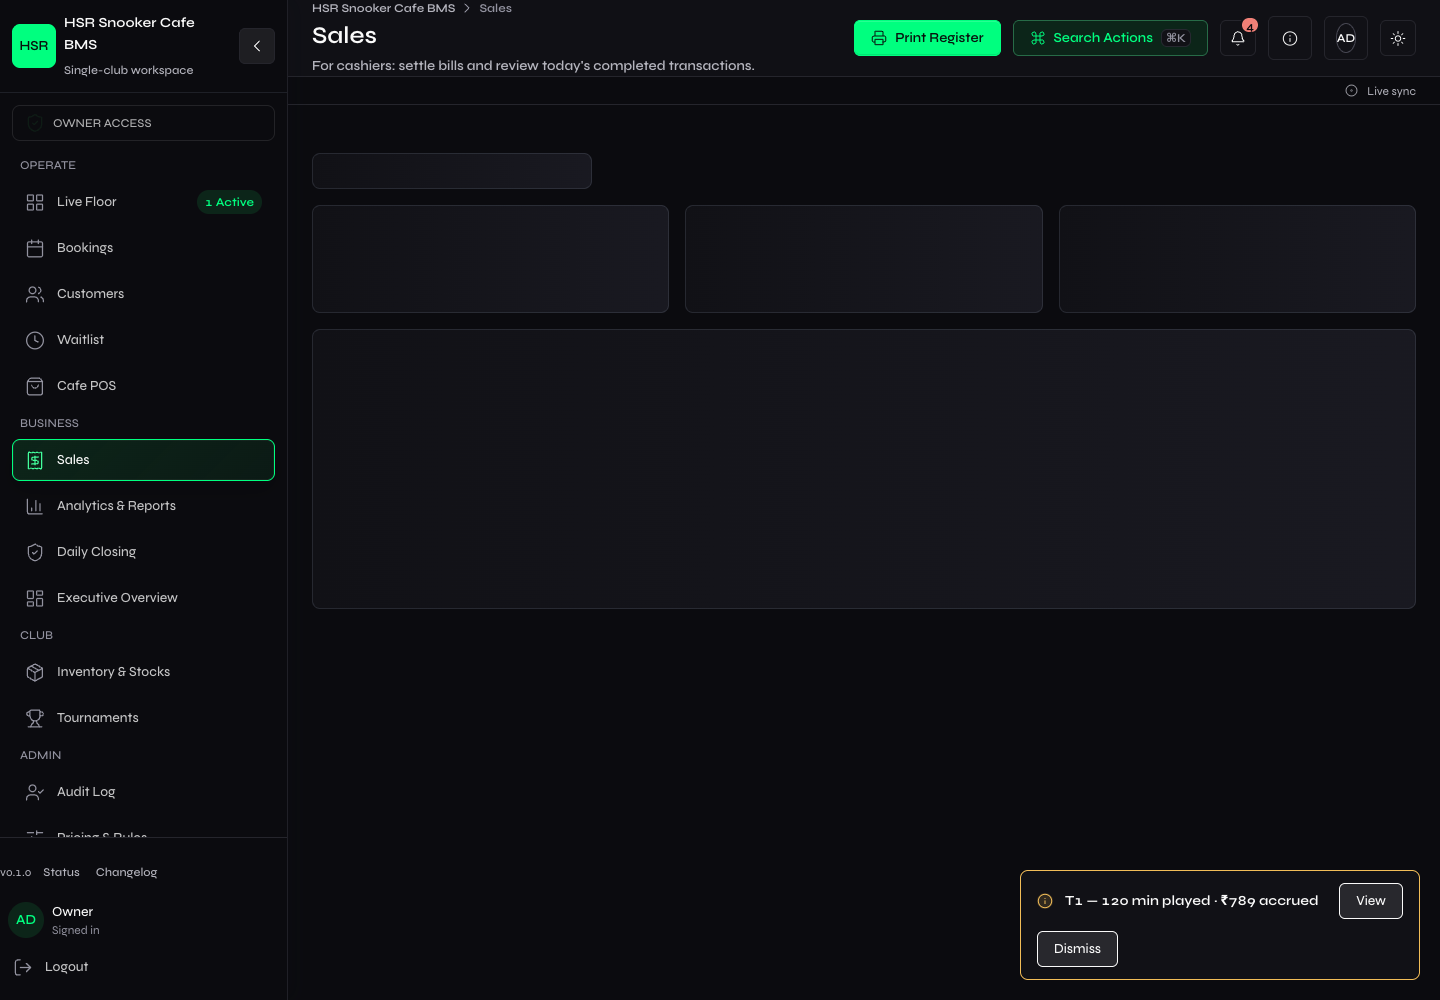 HSR
HSR Snooker Cafe
BMS
Single-club workspace
OWNER ACCESS
OPERATE
Live Floor
1 Active
Bookings
Customers
Waitlist
Cafe POS
BUSINESS
Sales
Analytics & Reports
Daily Closing
Executive Overview
CLUB
Inventory & Stocks
Tournaments
ADMIN
Audit Log
Pricing & Rules
v0.1.0 Status Changelog
AD
Owner
Signed in
Logout
HSR Snooker Cafe BMS > Sales
Sales
For cashiers: settle bills and review today's completed transactions.
Print Register
Search Actions ⌘K
4
AD
Live sync
T1 — 120 min played · ₹789 accrued
View
Dismiss